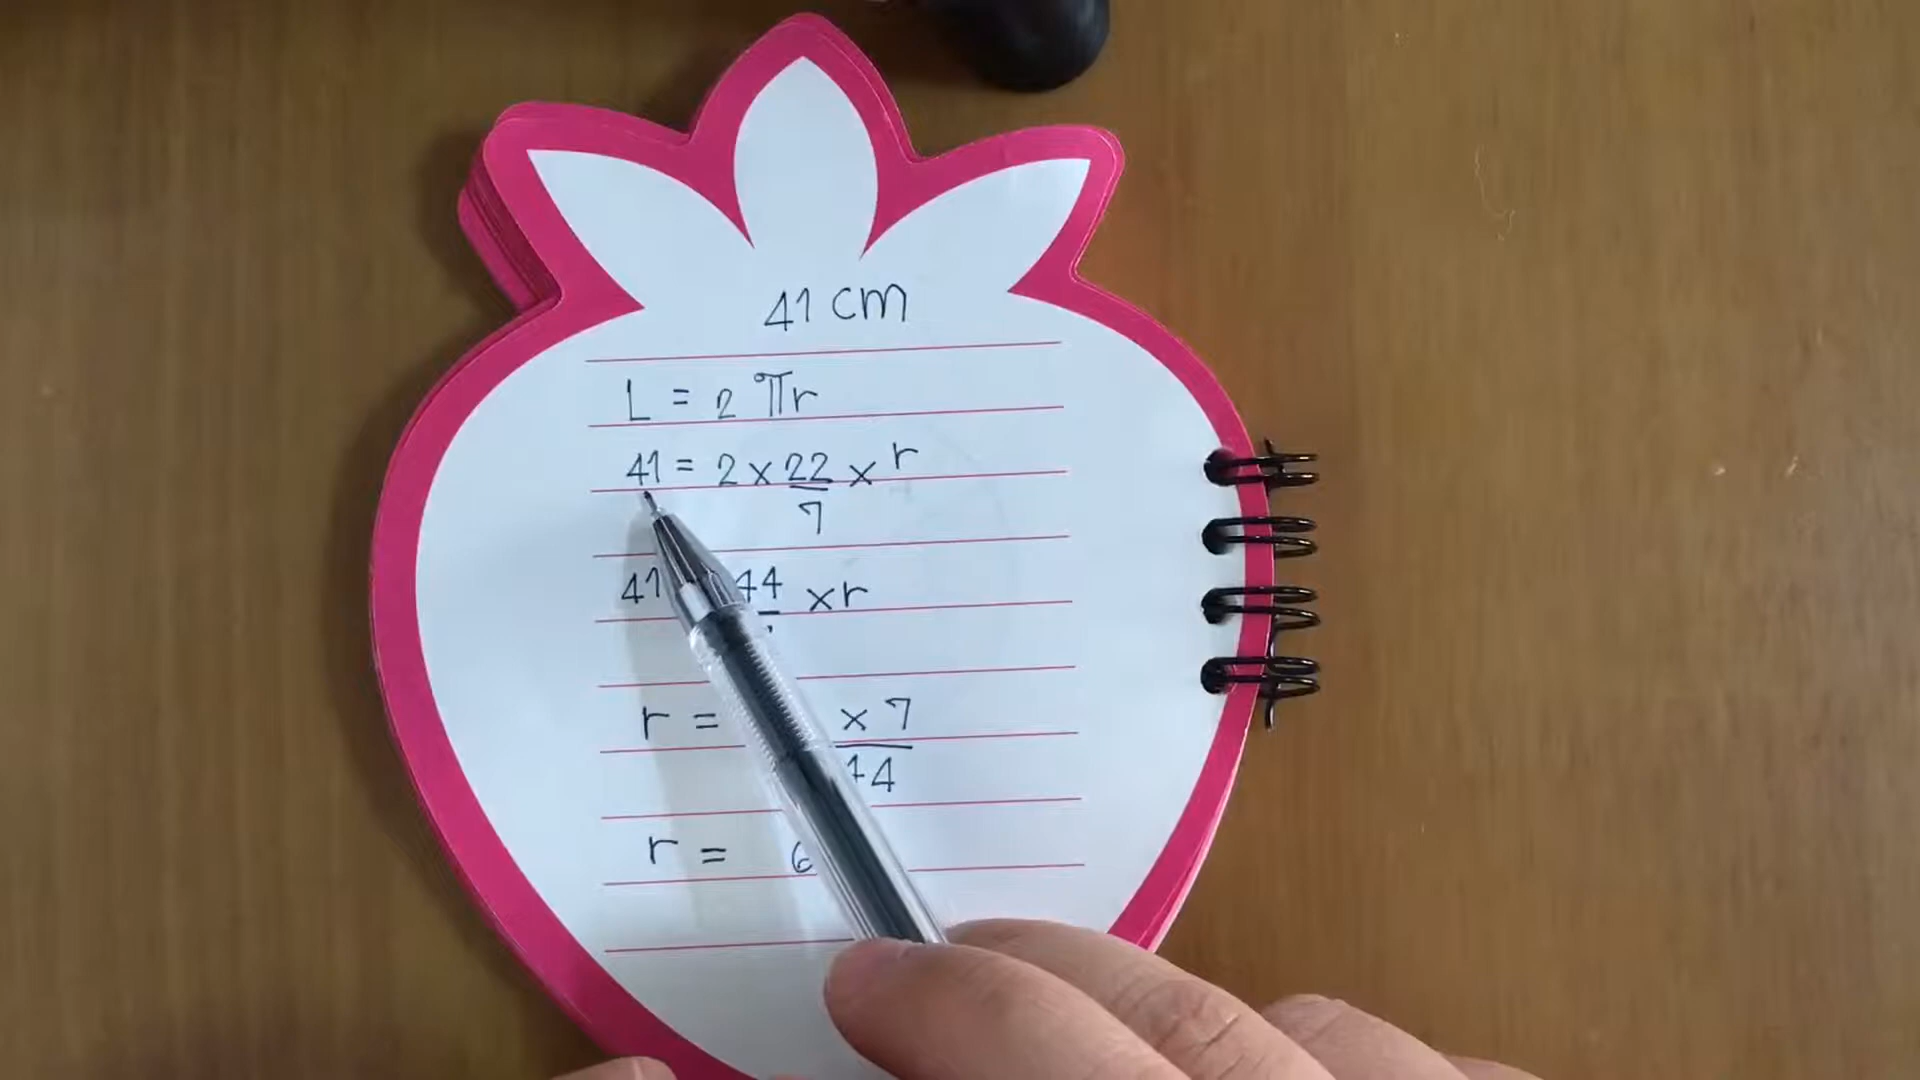 41 cm
L = 2 πr
41 = 2 x 22/7 x r
41 44 x r
r = x 7
44
r = 6